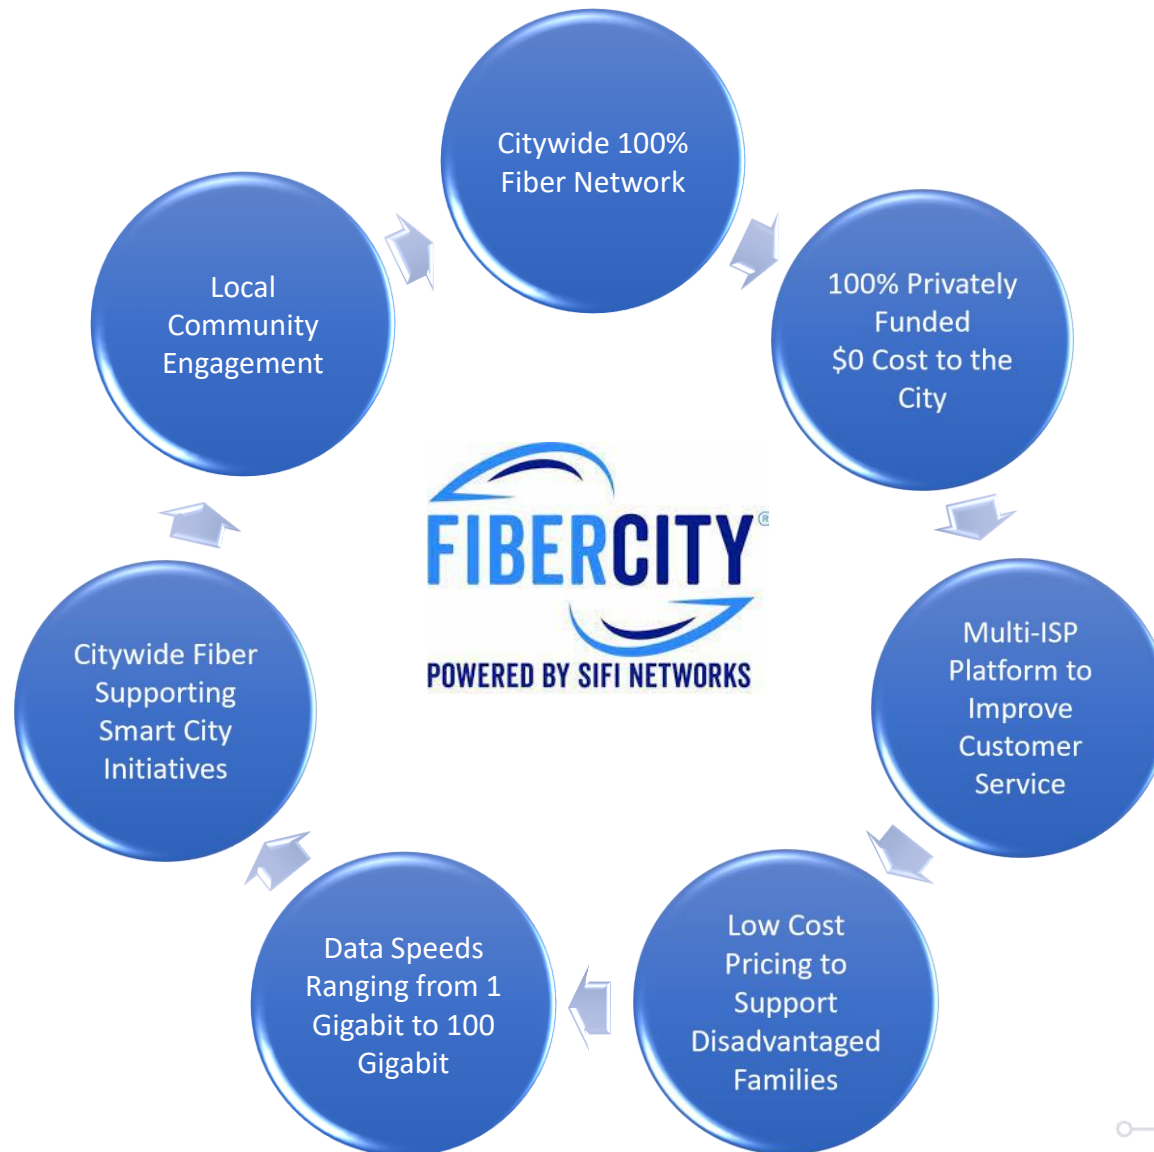 Citywide 100%
Fiber Network
100% Privately
Funded
$0 Cost to the
City
Multi-ISP
Platform to
Improve
Customer
Service
Low Cost
Pricing to
Support
Disadvantaged
Families
Data Speeds
Ranging from 1
Gigabit to 100
Gigabit
Citywide Fiber
Supporting
Smart City
Initiatives
Local
Community
Engagement
FIBERCITY®
POWERED BY SIFI NETWORKS